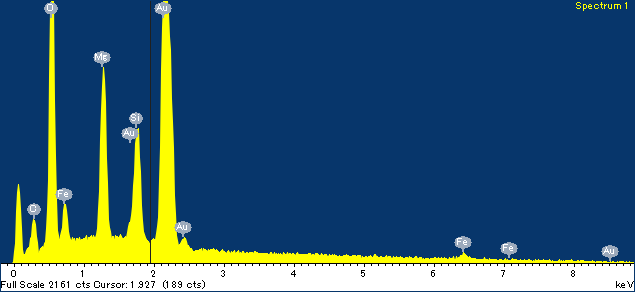 Spectrum 1
O Au
Mg
Si
Au
Fe
C
Au
Fe Fe Au
0 1 2 3 4 5 6 7 8
Full Scale 2161 cts Cursor: 1.927 (189 cts) keV